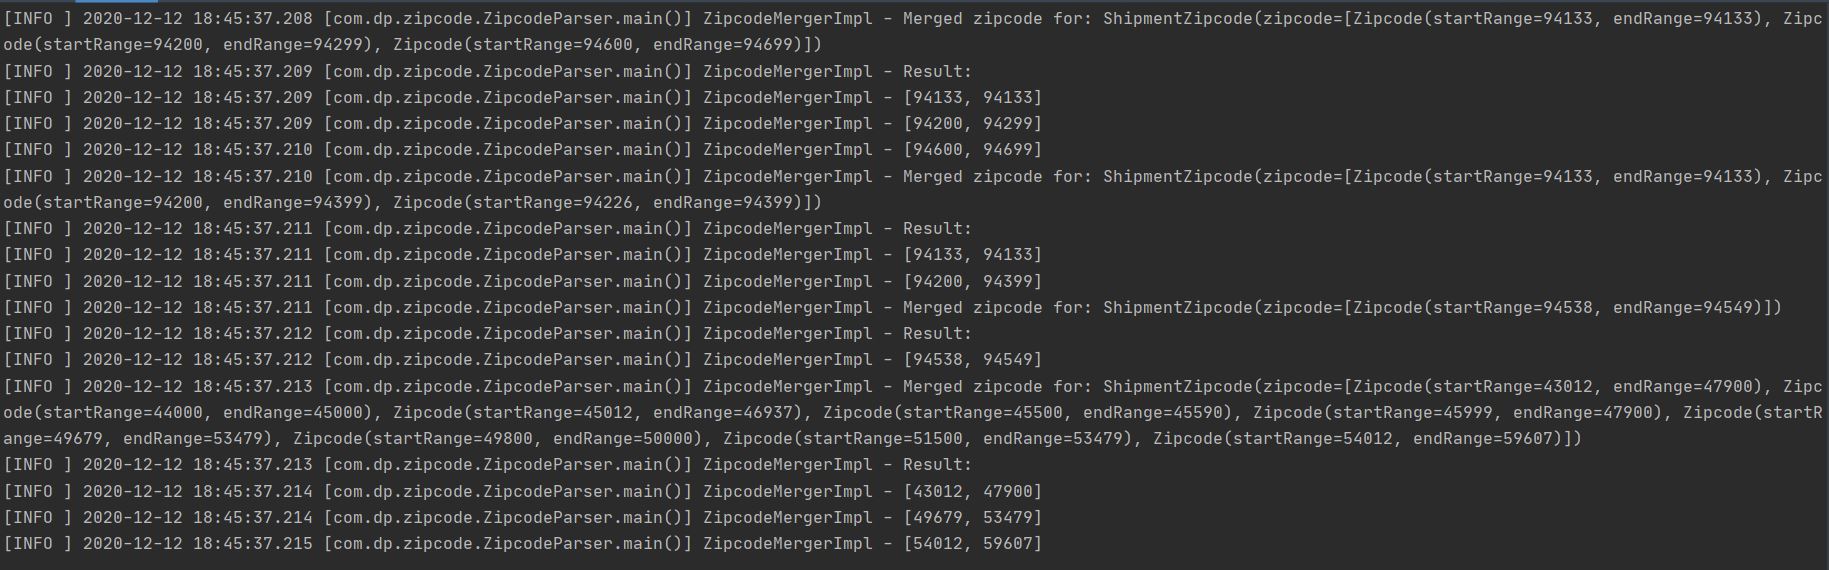 [INFO ] 2020-12-12 18:45:37.208 [com.dp.zipcode.ZipcodeParser.main()] ZipcodeMergerImpl - Merged zipcode for: ShipmentZipcode(zipcode=[Zipcode(startRange=94133, endRange=94133), Zipc
ode(startRange=94200, endRange=94299), Zipcode(startRange=94600, endRange=94699)])
[INFO ] 2020-12-12 18:45:37.209 [com.dp.zipcode.ZipcodeParser.main()] ZipcodeMergerImpl - Result:
[INFO ] 2020-12-12 18:45:37.209 [com.dp.zipcode.ZipcodeParser.main()] ZipcodeMergerImpl - [94133, 94133]
[INFO ] 2020-12-12 18:45:37.209 [com.dp.zipcode.ZipcodeParser.main()] ZipcodeMergerImpl - [94200, 94299]
[INFO ] 2020-12-12 18:45:37.210 [com.dp.zipcode.ZipcodeParser.main()] ZipcodeMergerImpl - [94600, 94699]
[INFO ] 2020-12-12 18:45:37.210 [com.dp.zipcode.ZipcodeParser.main()] ZipcodeMergerImpl - Merged zipcode for: ShipmentZipcode(zipcode=[Zipcode(startRange=94133, endRange=94133), Zipc
ode(startRange=94200, endRange=94399), Zipcode(startRange=94226, endRange=94399)])
[INFO ] 2020-12-12 18:45:37.211 [com.dp.zipcode.ZipcodeParser.main()] ZipcodeMergerImpl - Result:
[INFO ] 2020-12-12 18:45:37.211 [com.dp.zipcode.ZipcodeParser.main()] ZipcodeMergerImpl - [94133, 94133]
[INFO ] 2020-12-12 18:45:37.211 [com.dp.zipcode.ZipcodeParser.main()] ZipcodeMergerImpl - [94200, 94399]
[INFO ] 2020-12-12 18:45:37.211 [com.dp.zipcode.ZipcodeParser.main()] ZipcodeMergerImpl - Merged zipcode for: ShipmentZipcode(zipcode=[Zipcode(startRange=94538, endRange=94549)])
[INFO ] 2020-12-12 18:45:37.212 [com.dp.zipcode.ZipcodeParser.main()] ZipcodeMergerImpl - Result:
[INFO ] 2020-12-12 18:45:37.212 [com.dp.zipcode.ZipcodeParser.main()] ZipcodeMergerImpl - [94538, 94549]
[INFO ] 2020-12-12 18:45:37.213 [com.dp.zipcode.ZipcodeParser.main()] ZipcodeMergerImpl - Merged zipcode for: ShipmentZipcode(zipcode=[Zipcode(startRange=43012, endRange=47900), Zipc
ode(startRange=44000, endRange=45000), Zipcode(startRange=45012, endRange=46937), Zipcode(startRange=45500, endRange=45590), Zipcode(startRange=45999, endRange=47900), Zipcode(startR
ange=49679, endRange=53479), Zipcode(startRange=49800, endRange=50000), Zipcode(startRange=51500, endRange=53479), Zipcode(startRange=54012, endRange=59607)])
[INFO ] 2020-12-12 18:45:37.213 [com.dp.zipcode.ZipcodeParser.main()] ZipcodeMergerImpl - Result:
[INFO ] 2020-12-12 18:45:37.214 [com.dp.zipcode.ZipcodeParser.main()] ZipcodeMergerImpl - [43012, 47900]
[INFO ] 2020-12-12 18:45:37.214 [com.dp.zipcode.ZipcodeParser.main()] ZipcodeMergerImpl - [49679, 53479]
[INFO ] 2020-12-12 18:45:37.215 [com.dp.zipcode.ZipcodeParser.main()] ZipcodeMergerImpl - [54012, 59607]